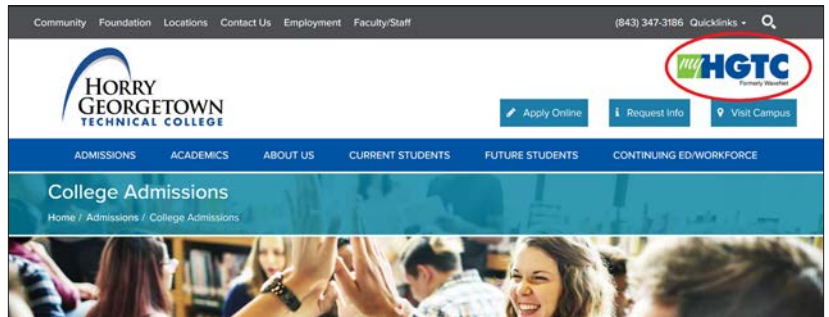 Community Foundation Locations Contact Us Employment Faculty/Staff (843) 347-3186 Quicklinks
myHGTC
Formerly WaveNet
HORRY
GEORGETOWN
TECHNICAL COLLEGE
Apply Online Request Info Visit Campus
ADMISSIONS ACADEMICS ABOUT US CURRENT STUDENTS FUTURE STUDENTS CONTINUING ED/WORKFORCE
College Admissions
Home / Admissions / College Admissions